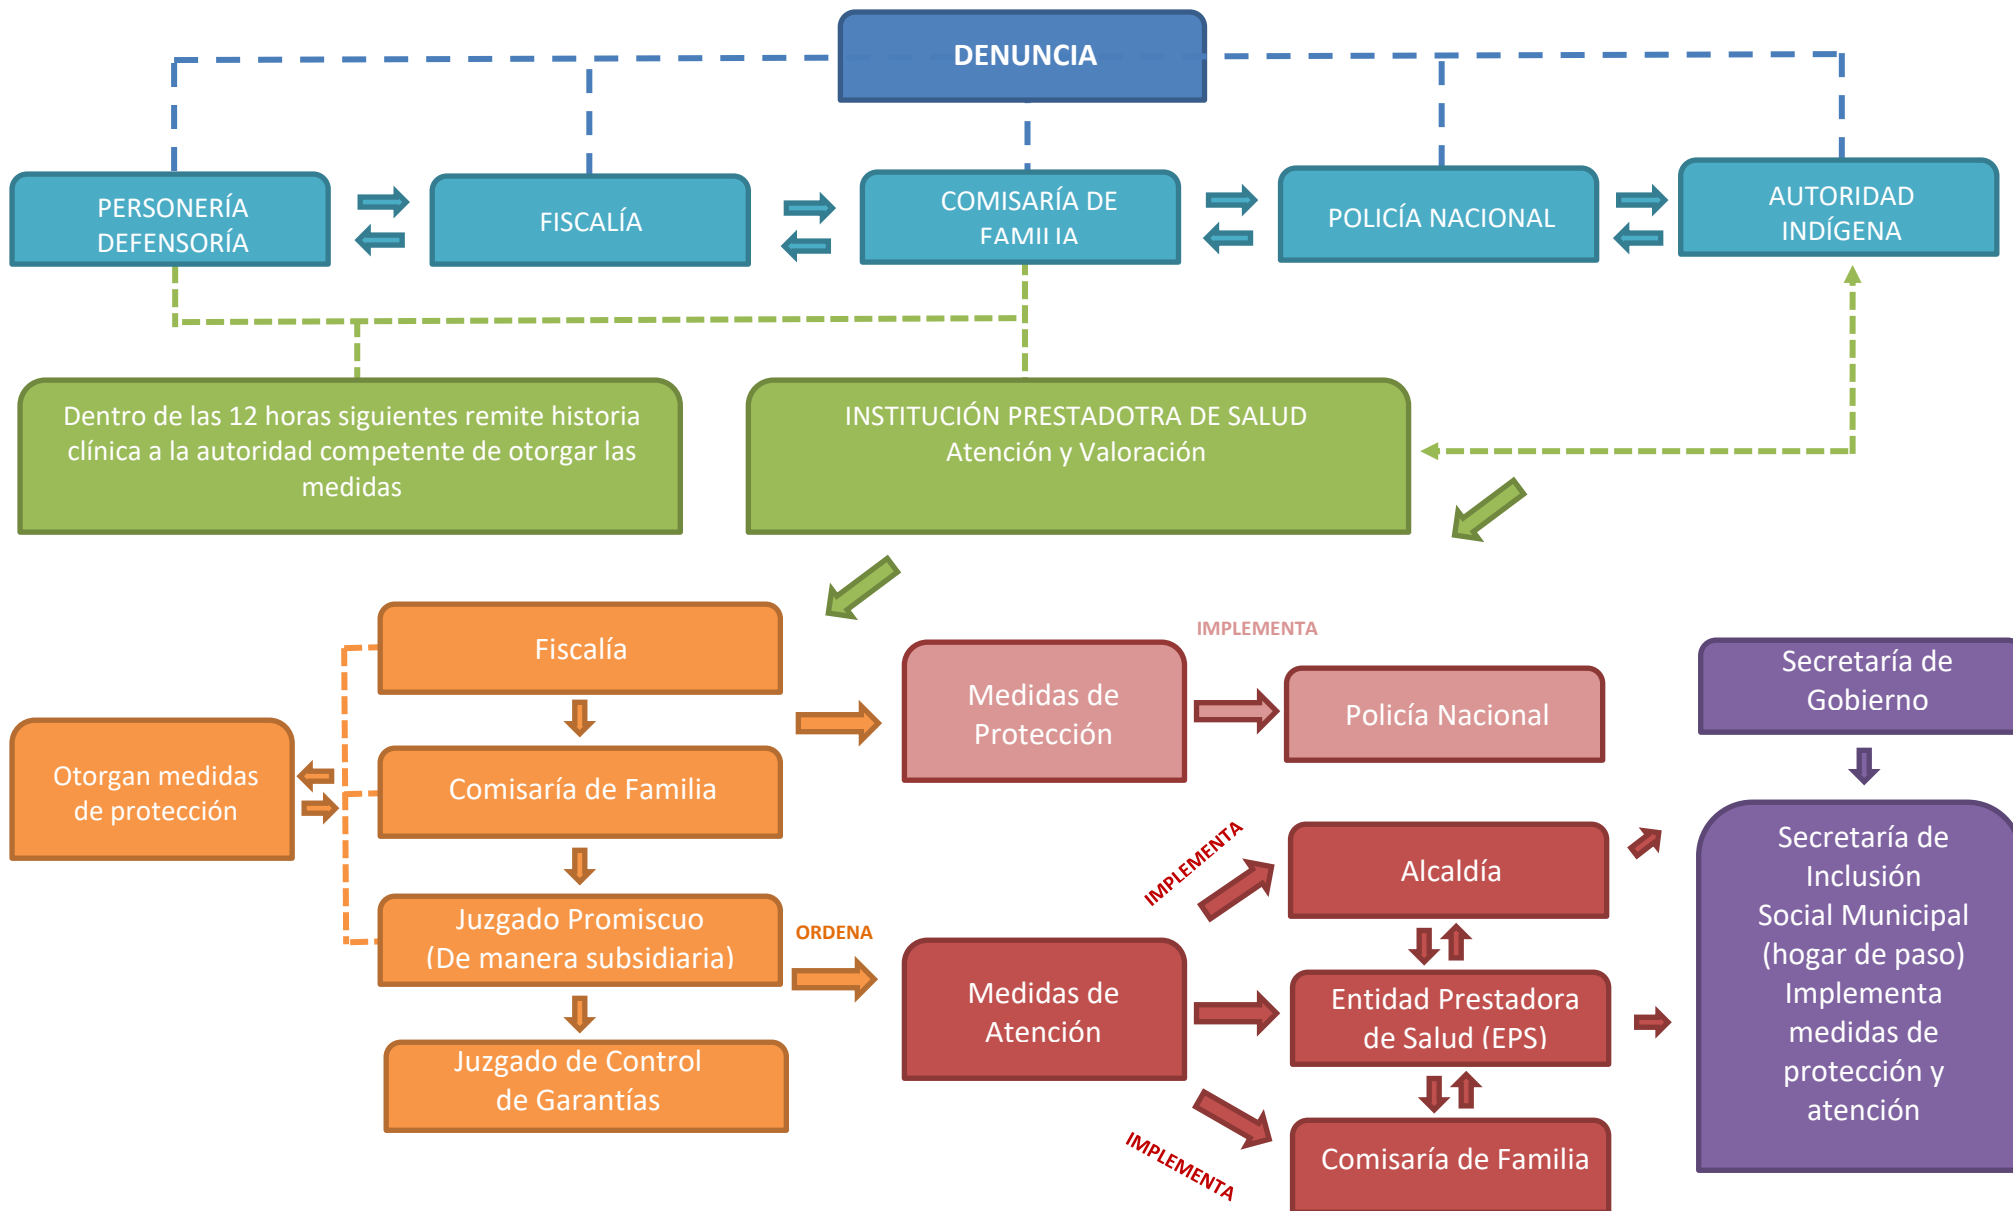 DENUNCIA
PERSONERÍA
DEFENSORÍA
FISCALÍA
COMISARÍA DE
FAMILIA
POLICÍA NACIONAL
AUTORIDAD
INDÍGENA
Dentro de las 12 horas siguientes remite historia
clínica a la autoridad competente de otorgar las
medidas
INSTITUCIÓN PRESTADOTRA DE SALUD
Atención y Valoración
Fiscalía
Otorgan medidas
de protección
Comisaría de Familia
Juzgado Promiscuo
(De manera subsidiaria)
Juzgado de Control
de Garantías
ORDENA
Medidas de
Protección
IMPLEMENTA
Policía Nacional
Medidas de
Atención
IMPLEMENTA
Alcaldía
Entidad Prestadora
de Salud (EPS)
IMPLEMENTA
Comisaría de Familia
Secretaría de
Gobierno
Secretaría de
Inclusión
Social Municipal
(hogar de paso)
Implementa
medidas de
protección y
atención